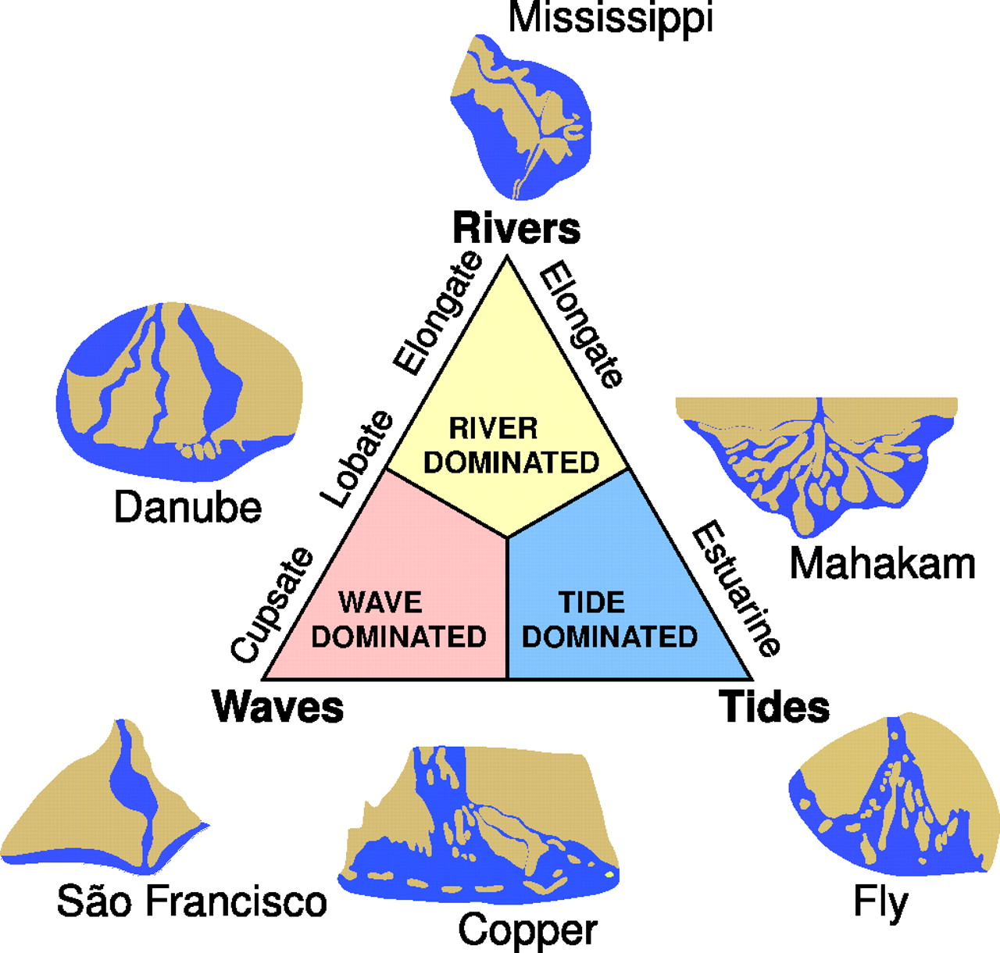 Mississippi
Rivers
Elongate
Elongate
Lobate
RIVER
DOMINATED
Danube
Mahakam
Cupsate
Estuarine
WAVE
DOMINATED
TIDE
DOMINATED
Waves
Tides
São Francisco
Copper
Fly